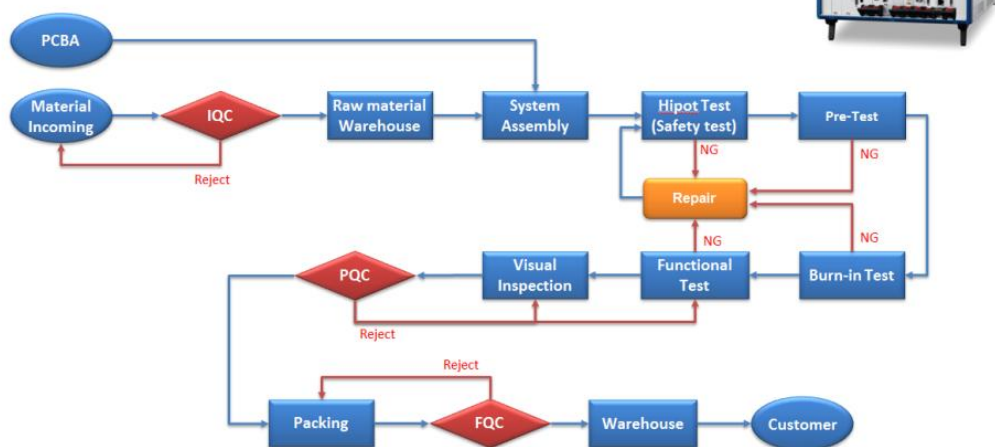 PCBA
Material
Incoming
IQC
Raw material
Warehouse
System
Assembly
Hipot Test
(Safety test)
Pre-Test
Reject
NG
NG
Repair
NG
NG
PQC
Visual
Inspection
Functional
Test
Burn-in Test
Reject
Reject
Packing
FQC
Warehouse
Customer